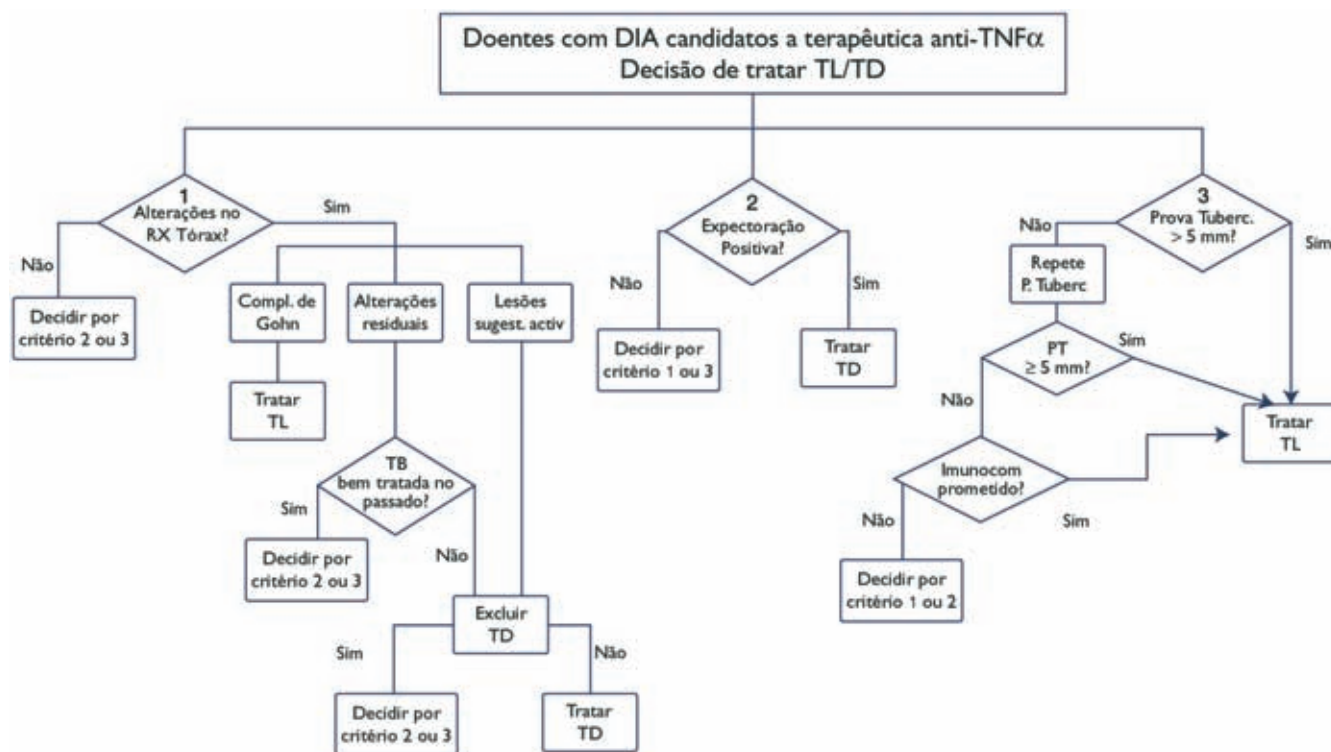 Doentes com DIA candidatos a terapêutica anti-TNFα
Decisão de tratar TL/TD
1
Alterações no
RX Tórax?
Não
Sim
Decidir por
critério 2 ou 3
Compl. de
Gohn
Alterações
residuais
Lesões
sugest. activ
Tratar
TL
TB
bem tratada no
passado?
Sim
Não
Decidir por
critério 2 ou 3
Excluir
TD
Sim
Não
Decidir por
critério 2 ou 3
Tratar
TD
2
Expectoração
Positiva?
Não
Sim
Decidir por
critério 1 ou 3
Tratar
TD
3
Prova Tuberc.
> 5 mm?
Não
Sim
Repete
P. Tuberc
PT
≥ 5 mm?
Sim
Não
Tratar
TL
Imunocom
prometido?
Não
Sim
Decidir por
critério 1 ou 2